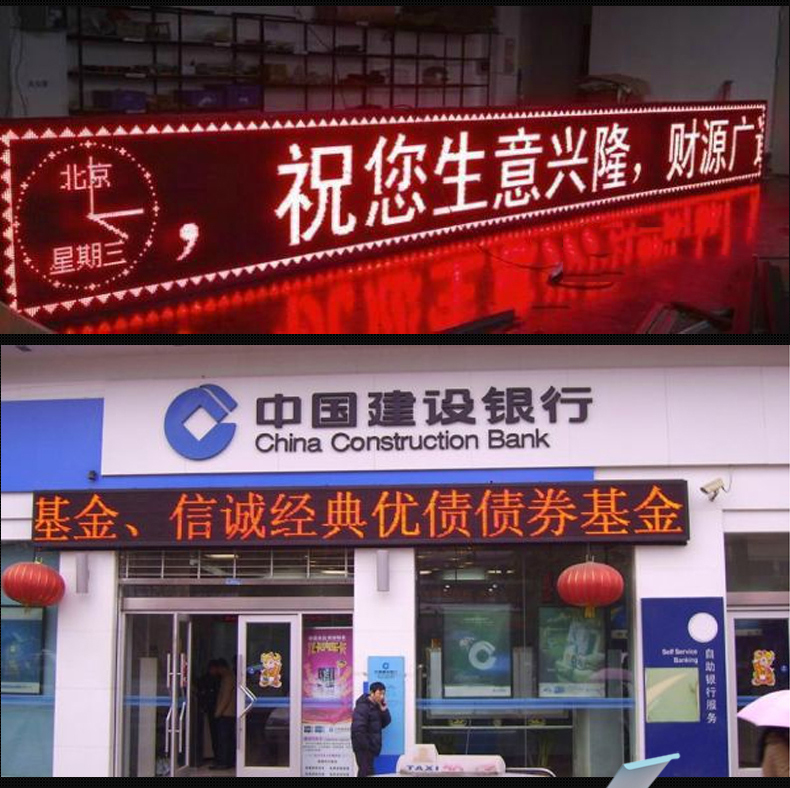 北京
星期三
，祝您生意兴隆，财源广
中国建设银行
China Construction Bank
基金、信诚经典优债债券基金
Self Service
Banking
自助银行服务
TAXI